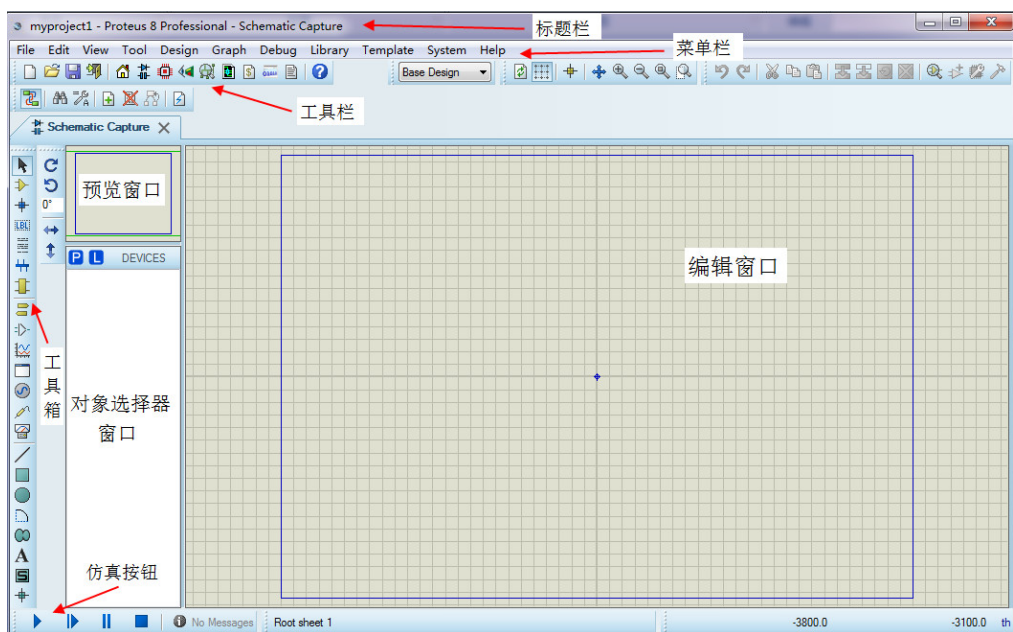 myproject1 - Proteus 8 Professional - Schematic Capture
标题栏
File Edit View Tool Design Graph Debug Library Template System Help
菜单栏
Base Design
工具栏
Schematic Capture
预览窗口
0°
LBL
P L DEVICES
编辑窗口
工具箱
对象选择器
窗口
A
S
仿真按钮
No Messages
Root sheet 1
-3800.0
-3100.0
th